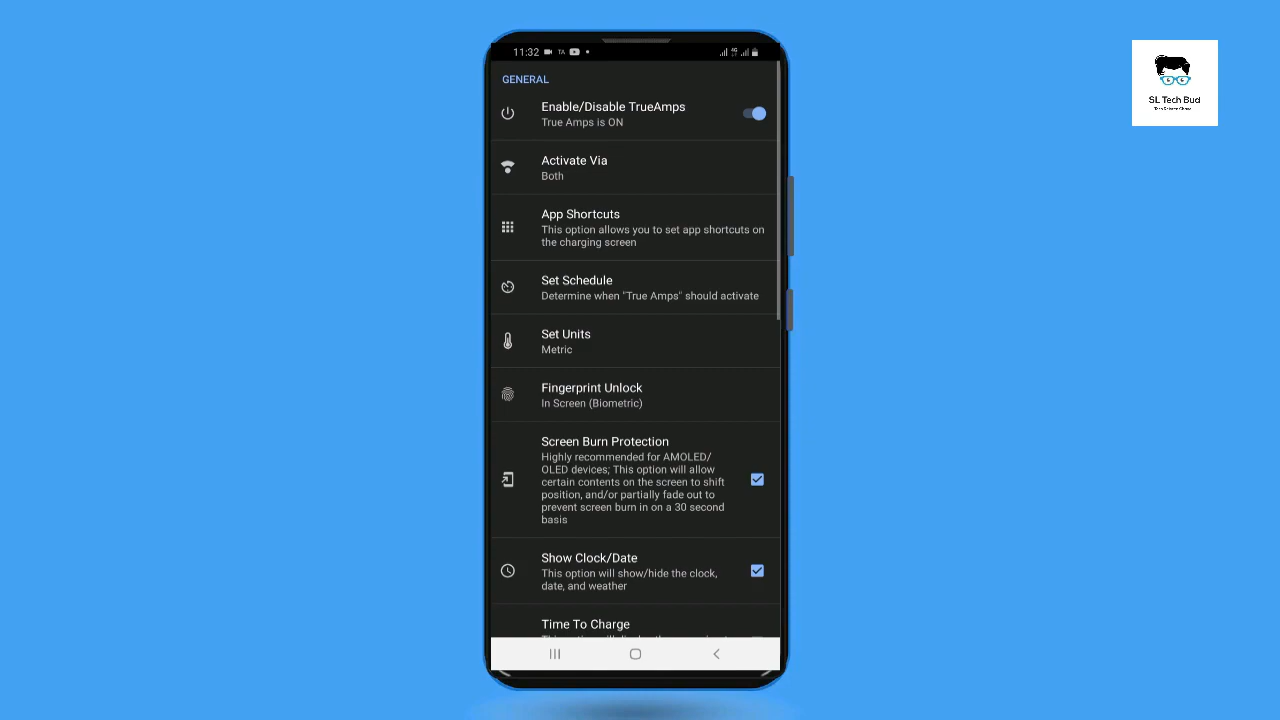 11:32
TA
4G
GENERAL
Enable/Disable TrueAmps
True Amps is ON
Activate Via
Both
App Shortcuts
This option allows you to set app shortcuts on
the charging screen
Set Schedule
Determine when "True Amps" should activate
Set Units
Metric
Fingerprint Unlock
In Screen (Biometric)
Screen Burn Protection
Highly recommended for AMOLED/
OLED devices; This option will allow
certain contents on the screen to shift
position, and/or partially fade out to
prevent screen burn in on a 30 second
basis
Show Clock/Date
This option will show/hide the clock,
date, and weather
Time To Charge
SL Tech Bud